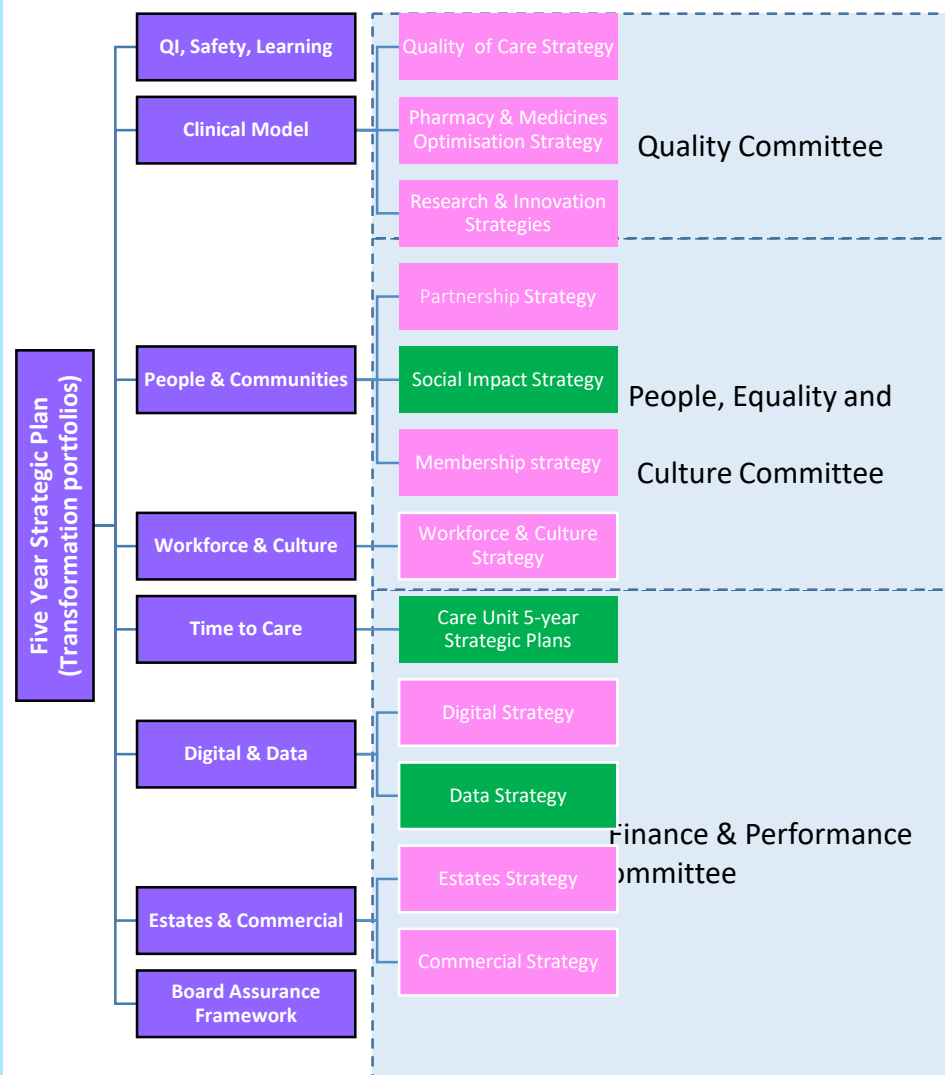 Five Year Strategic Plan
(Transformation portfolios)
QI, Safety, Learning
Clinical Model
People & Communities
Workforce & Culture
Time to Care
Digital & Data
Estates & Commercial
Board Assurance
Framework
Quality of Care Strategy
Pharmacy & Medicines
Optimisation Strategy
Research & Innovation
Strategies
Partnership Strategy
Social Impact Strategy
Membership strategy
Workforce & Culture
Strategy
Care Unit 5-year
Strategic Plans
Digital Strategy
Data Strategy
Estates Strategy
Commercial Strategy
Quality Committee
People, Equality and
Culture Committee
Finance & Performance
ommittee